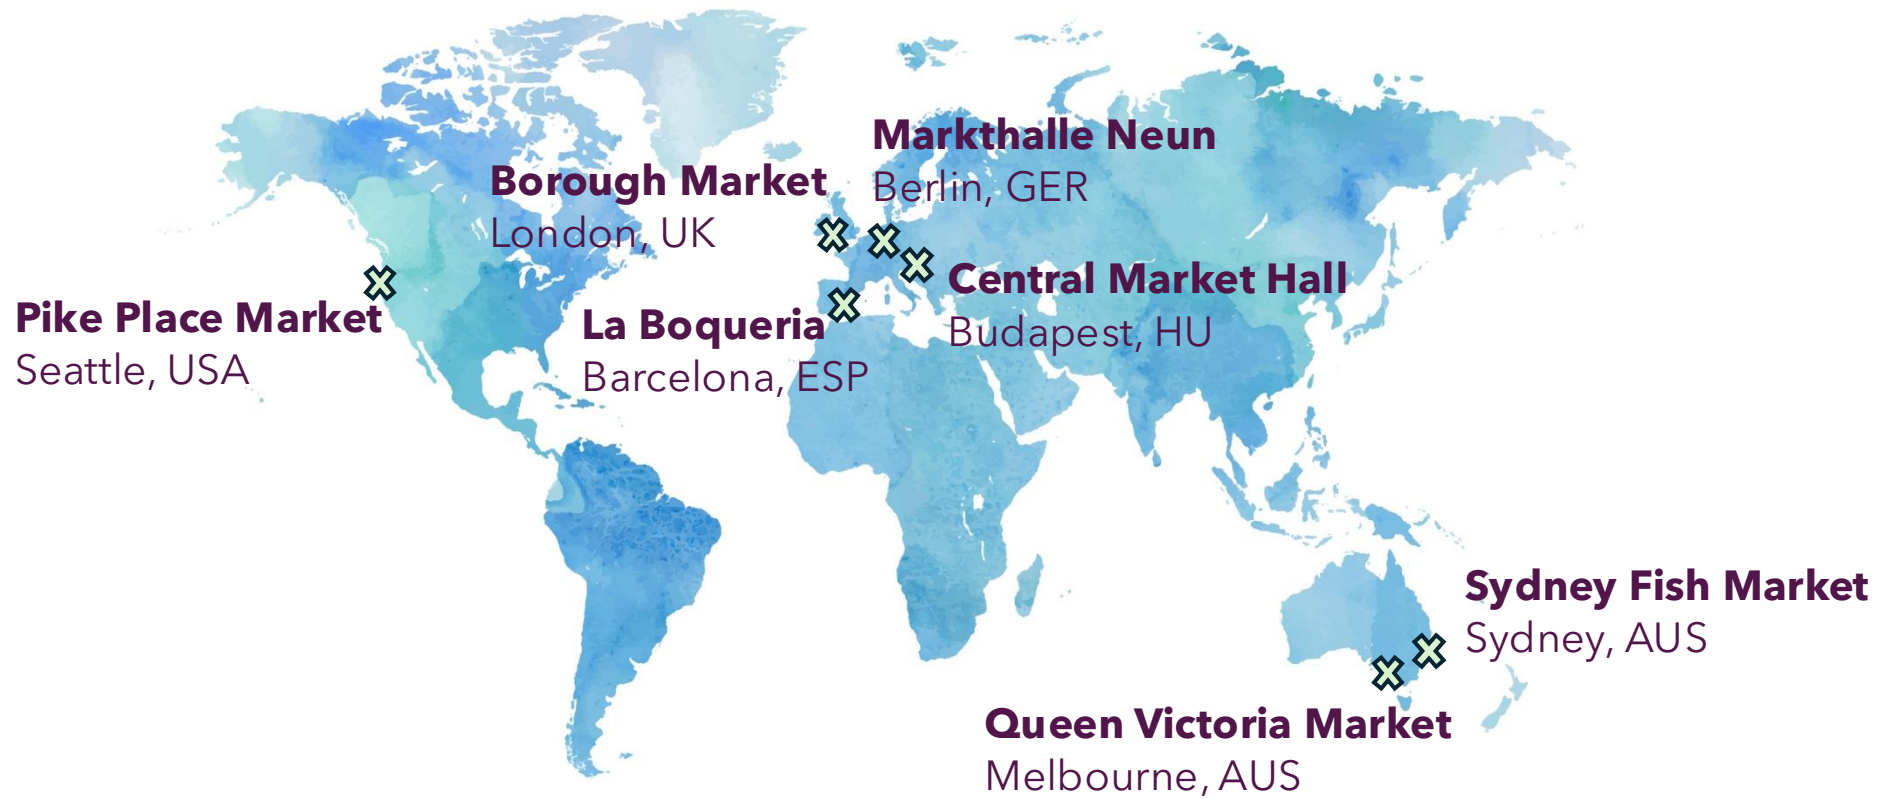 Markthalle Neun
Berlin, GER
Borough Market
London, UK
Central Market Hall
Budapest, HU
Pike Place Market
Seattle, USA
La Boqueria
Barcelona, ESP
Sydney Fish Market
Sydney, AUS
Queen Victoria Market
Melbourne, AUS